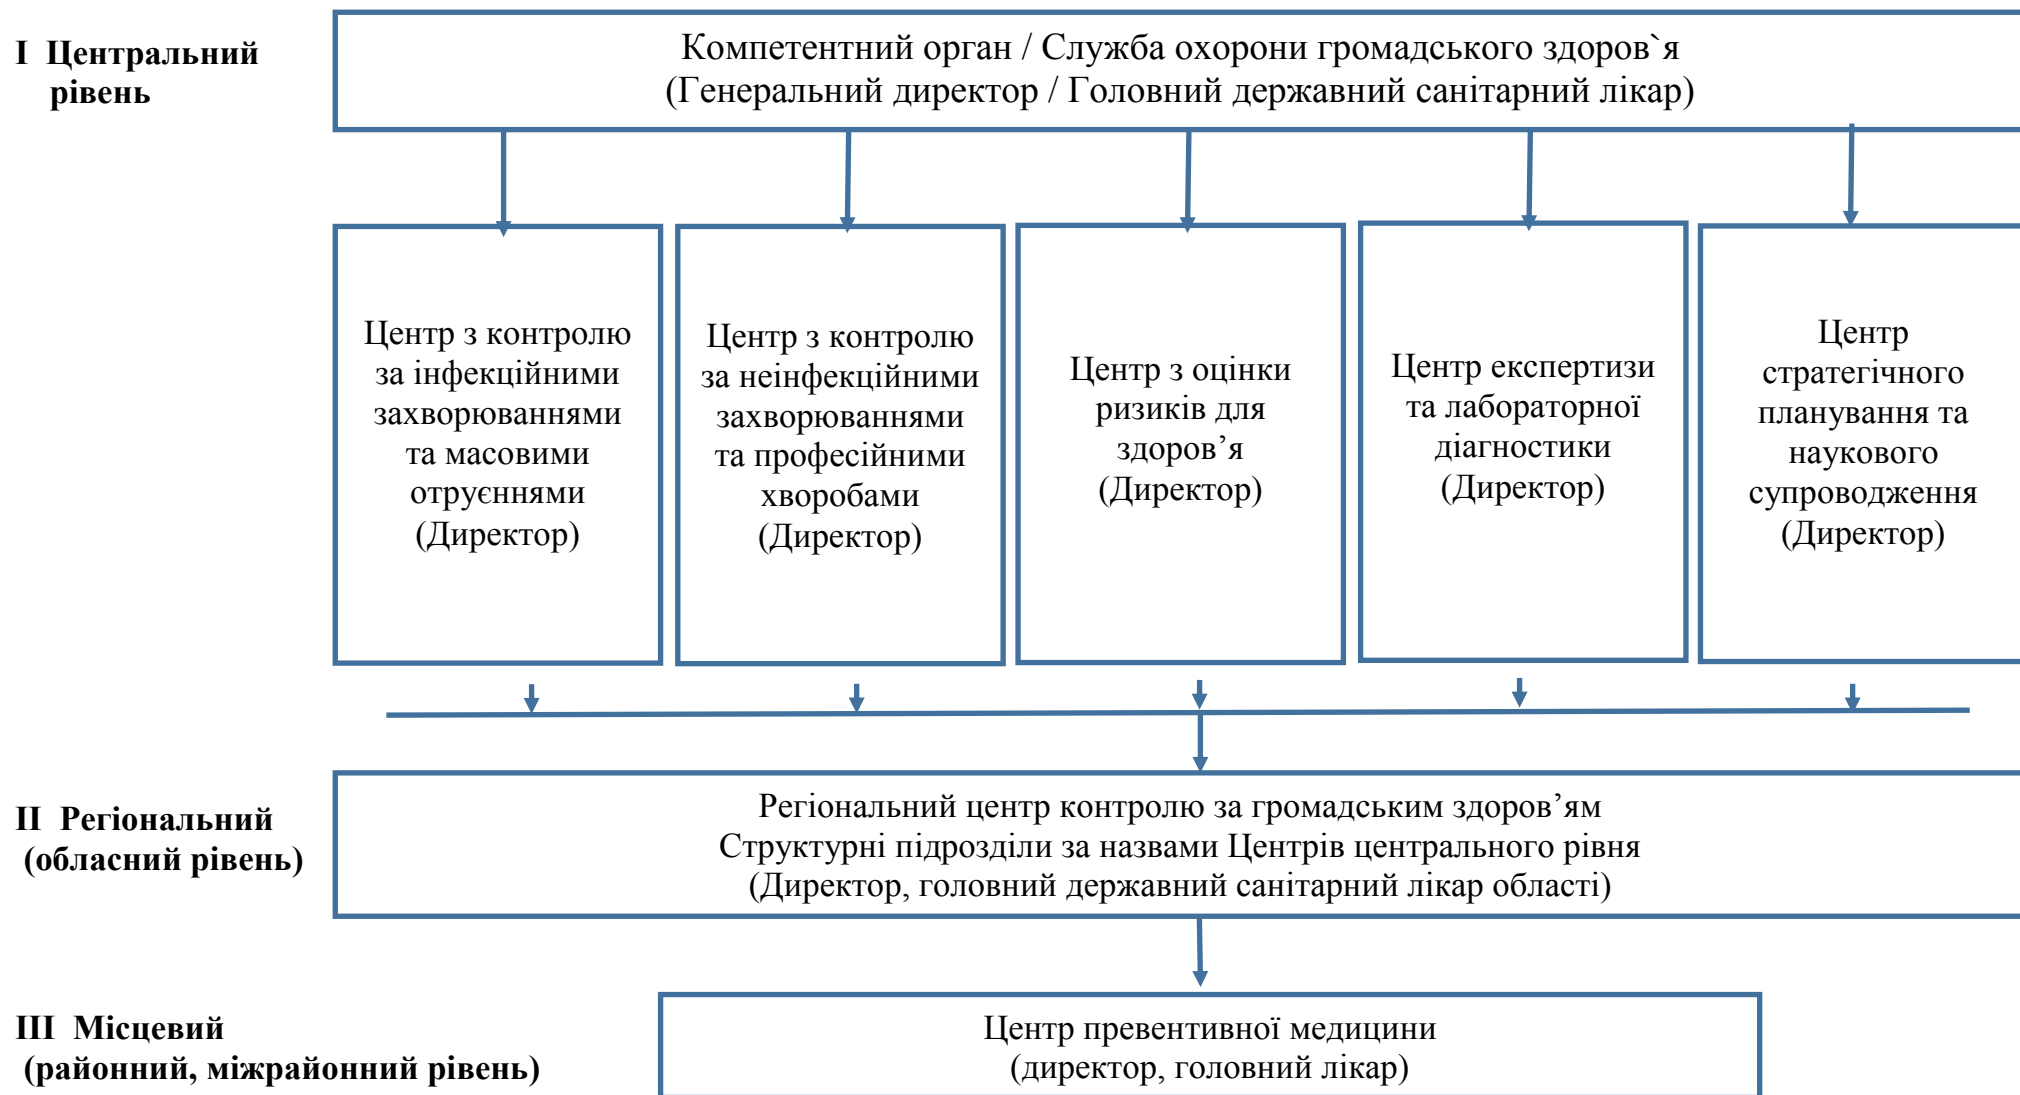 I Центральний
рівень
Компетентний орган / Служба охорони громадського здоров`я
(Генеральний директор / Головний державний санітарний лікар)
Центр з контролю
за інфекційними
захворюваннями
та масовими
отруєннями
(Директор)
Центр з контролю
за неінфекційними
захворюваннями
та професійними
хворобами
(Директор)
Центр з оцінки
ризиків для
здоров’я
(Директор)
Центр експертизи
та лабораторної
діагностики
(Директор)
Центр
стратегічного
планування та
наукового
супроводження
(Директор)
II Регіональний
(обласний рівень)
Регіональний центр контролю за громадським здоров’ям
Структурні підрозділи за назвами Центрів центрального рівня
(Директор, головний державний санітарний лікар області)
III Місцевий
(районний, міжрайонний рівень)
Центр превентивної медицини
(директор, головний лікар)